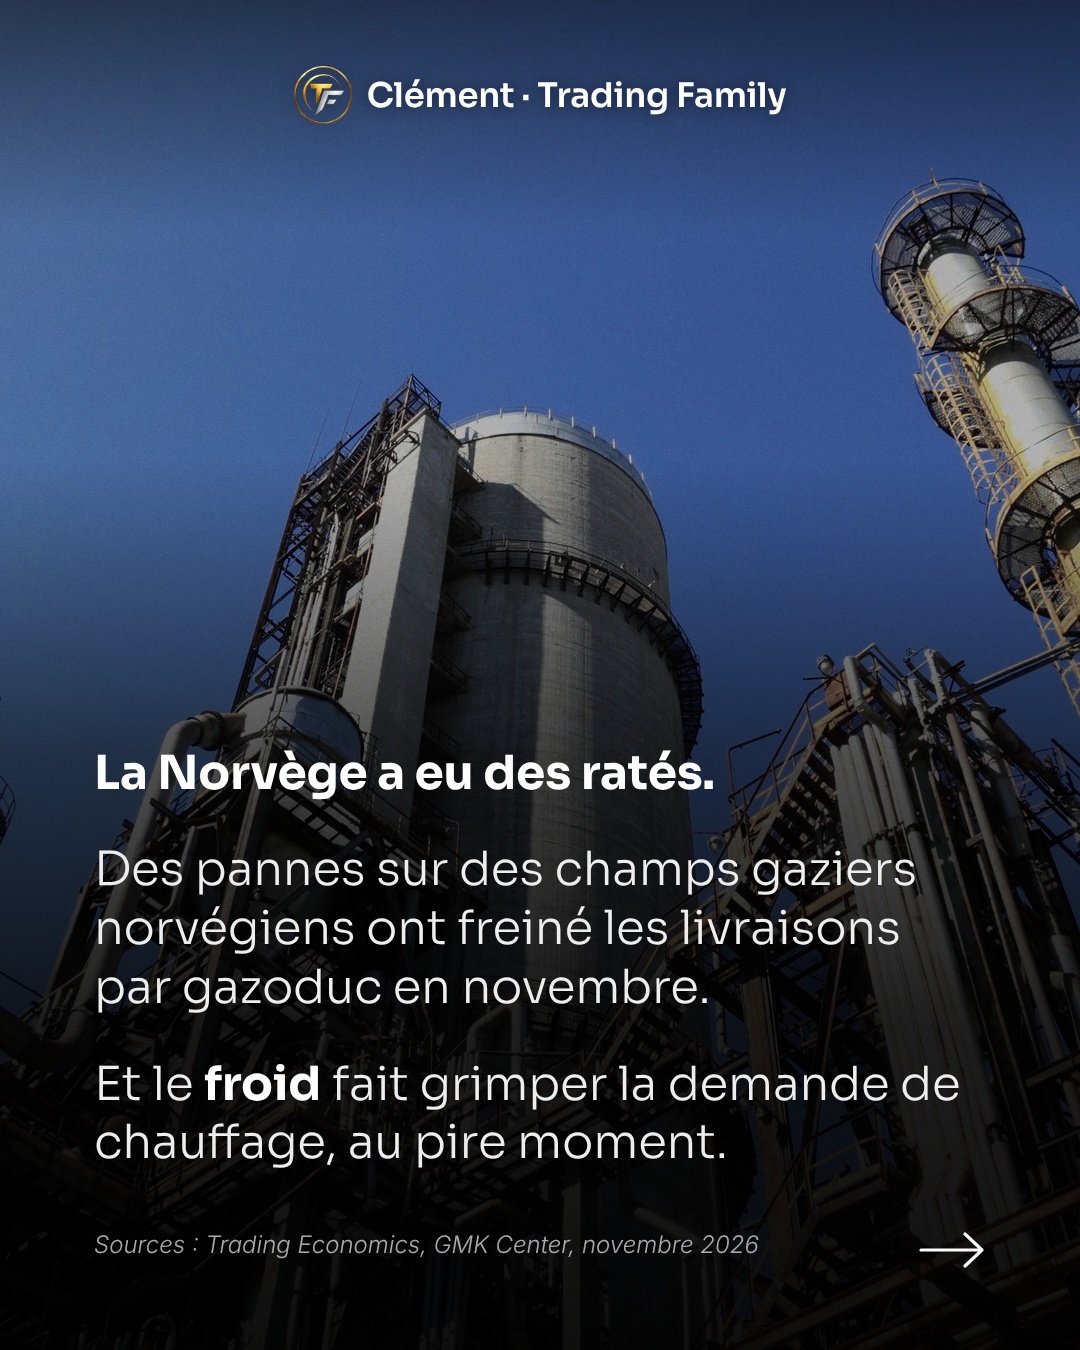 TF
Clément · Trading Family
La Norvège a eu des ratés.
Des pannes sur des champs gaziers
norvégiens ont freiné les livraisons
par gazoduc en novembre.
Et le froid fait grimper la demande de
chauffage, au pire moment.
Sources : Trading Economics, GMK Center, novembre 2026